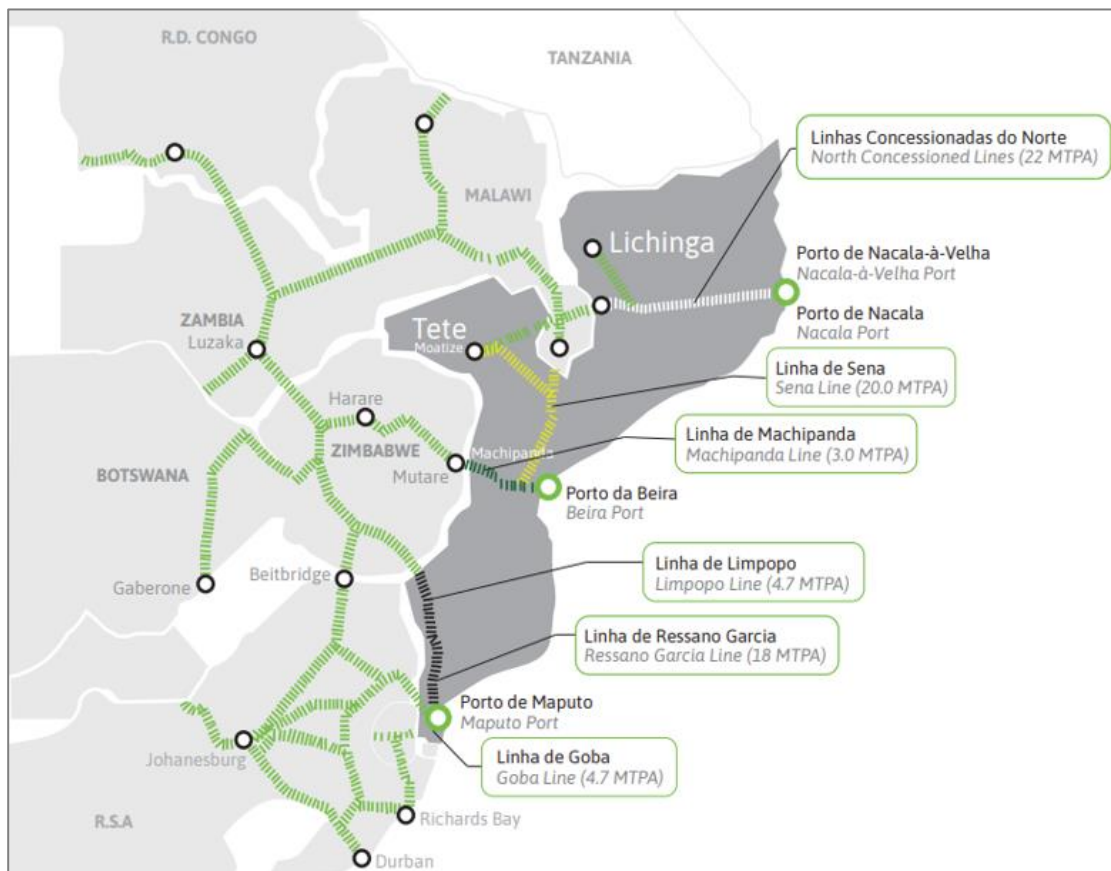 R.D. CONGO
TANZANIA
Linhas Concessionadas do Norte
North Concessioned Lines (22 MTPA)
MALAWI
Lichinga
Porto de Nacala-à-Velha
Nacala-à-Velha Port
Porto de Nacala
Nacala Port
ZAMBIA
Luzaka
Tete
Moatize
Linha de Sena
Sena Line (20.0 MTPA)
Harare
ZIMBABWE
Machipanda
Mutare
Linha de Machipanda
Machipanda Line (3.0 MTPA)
BOTSWANA
Porto da Beira
Beira Port
Gaberone
Beitbridge
Linha de Limpopo
Limpopo Line (4.7 MTPA)
Linha de Ressano Garcia
Ressano Garcia Line (18 MTPA)
Porto de Maputo
Maputo Port
Johanesburg
Linha de Goba
Goba Line (4.7 MTPA)
R.S.A
Richards Bay
Durban